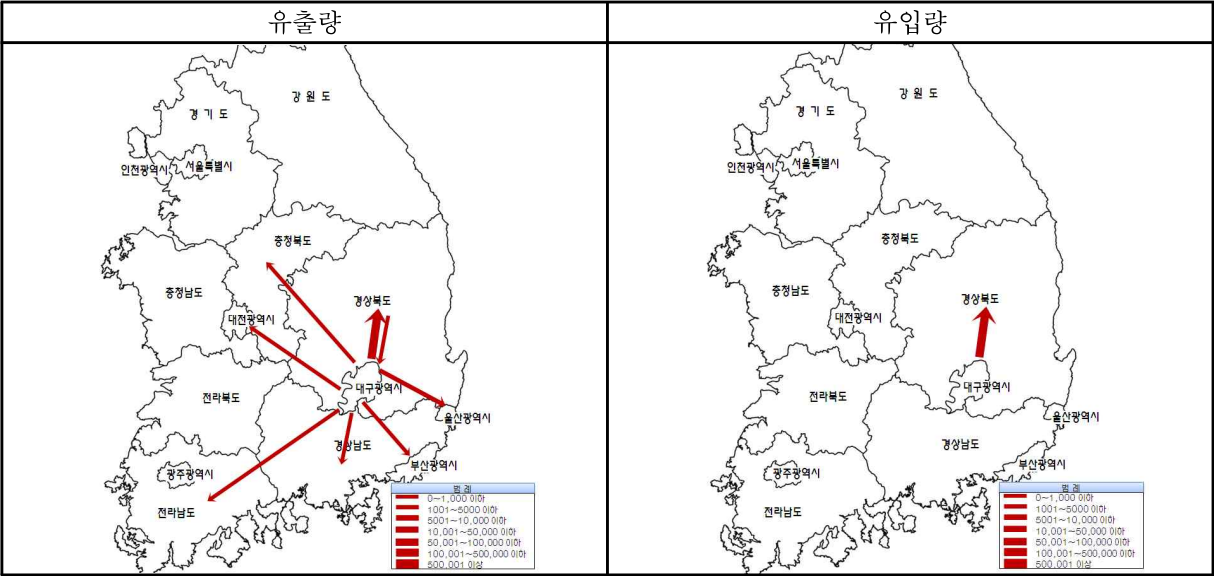 유출량
유입량
강 원 도
경 기 도
인천광역시
서울특별시
충청북도
충청남도
경상북도
대전광역시
대구광역시
전라북도
울산광역시
경상남도
부산광역시
광주광역시
전라남도
범 례
0~1,000 이하
1001~5000 이하
5001~10,000 이하
10,001~50,000 이하
50,001~100,000 이하
100,001~500,000 이하
500,001 이상
강 원 도
경 기 도
인천광역시
서울특별시
충청북도
충청남도
경상북도
대전광역시
대구광역시
전라북도
울산광역시
경상남도
부산광역시
광주광역시
전라남도
범 례
0~1,000 이하
1001~5000 이하
5001~10,000 이하
10,001~50,000 이하
50,001~100,000 이하
100,001~500,000 이하
500,001 이상